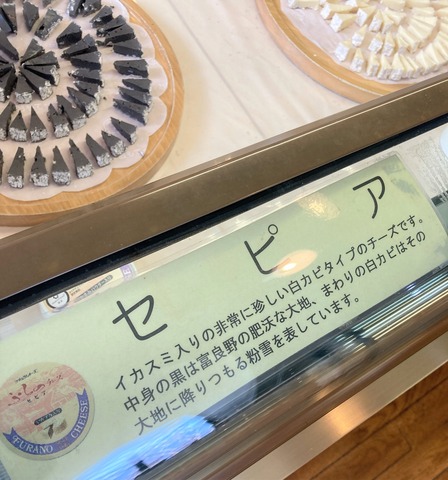 セピア
イカスミ入りの非常に珍しい白カビタイプのチーズです。
中身の黒は富良野の肥沃な大地、まわりの白カビはその
大地に降りつもる粉雪を表しています。
FURANO CHEESE